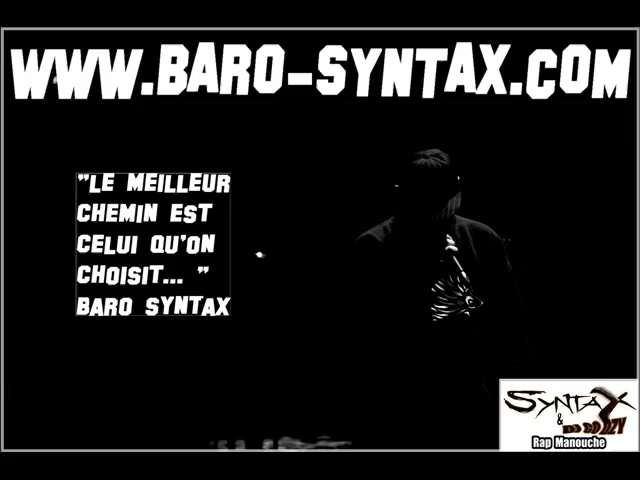 WWW.BARO-SYNTAX.COM
"LE MEILLEUR
CHEMIN EST
CELUI QU'ON
CHOISIT... "
BARO SYNTAX
SYNTAX
&
Rap Manouche